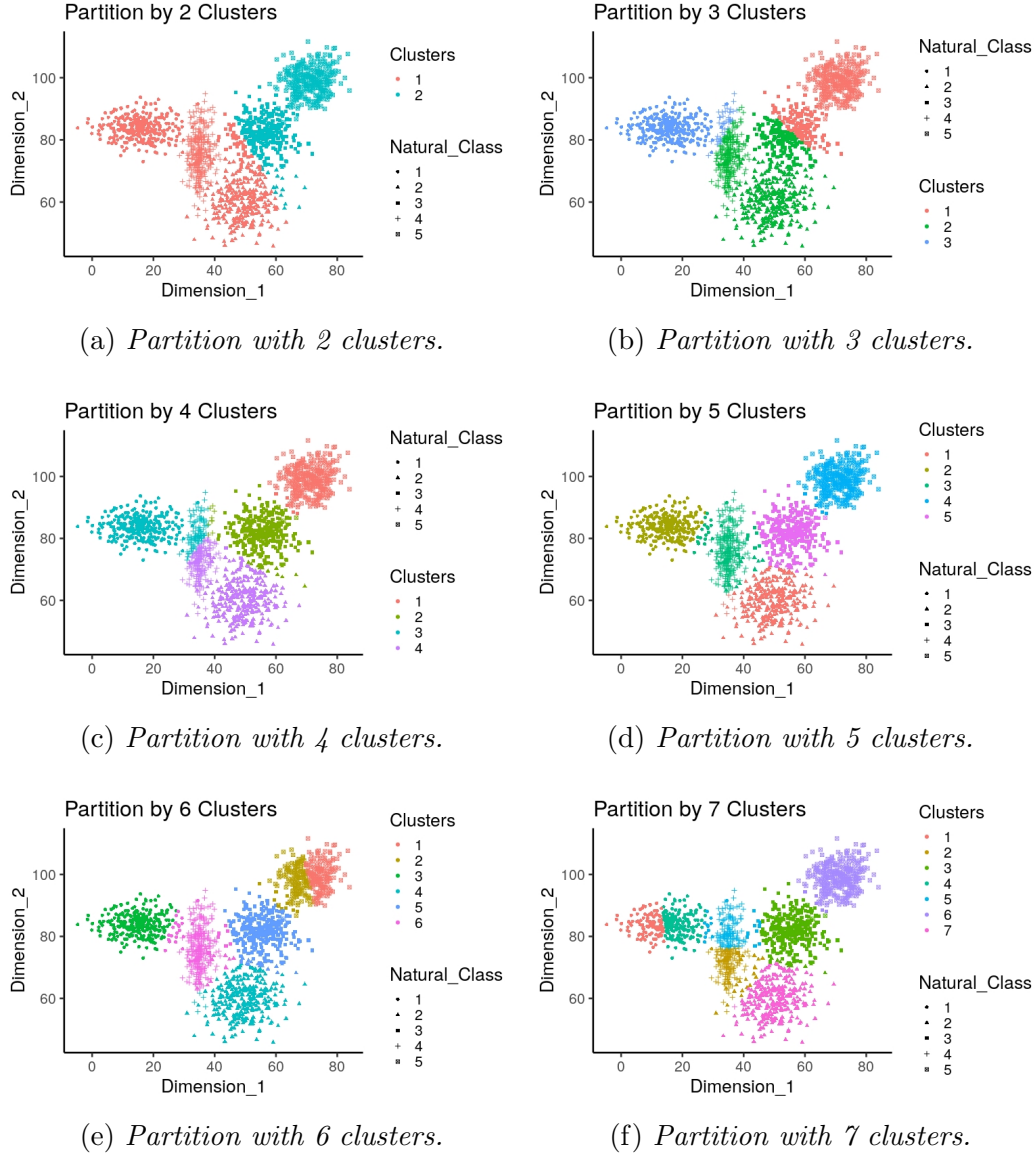 Partition by 2 Clusters
Dimension_2
100
80
60
0 20 40 60 80
Dimension_1
Clusters
1
2
Natural_Class
1
2
3
4
5
(a) Partition with 2 clusters.
Partition by 3 Clusters
Dimension_2
100
80
60
0 20 40 60 80
Dimension_1
Natural_Class
1
2
3
4
5
Clusters
1
2
3
(b) Partition with 3 clusters.
Partition by 4 Clusters
Dimension_2
100
80
60
0 20 40 60 80
Dimension_1
Natural_Class
1
2
3
4
5
Clusters
1
2
3
4
(c) Partition with 4 clusters.
Partition by 5 Clusters
Dimension_2
100
80
60
0 20 40 60 80
Dimension_1
Clusters
1
2
3
4
5
Natural_Class
1
2
3
4
5
(d) Partition with 5 clusters.
Partition by 6 Clusters
Dimension_2
100
80
60
0 20 40 60 80
Dimension_1
Clusters
1
2
3
4
5
6
Natural_Class
1
2
3
4
5
(e) Partition with 6 clusters.
Partition by 7 Clusters
Dimension_2
100
80
60
0 20 40 60 80
Dimension_1
Clusters
1
2
3
4
5
6
7
Natural_Class
1
2
3
4
5
(f) Partition with 7 clusters.